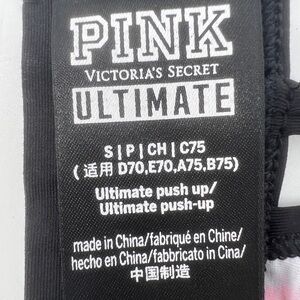 PINK
VICTORIA'S SECRET
ULTIMATE
S | P | CH | C75
(适用 D70,E70,A75,B75)
Ultimate push up/
Ultimate push-up
made in China/fabriqué en Chine/
hecho en China/fabbricato in Cina/
中国制造